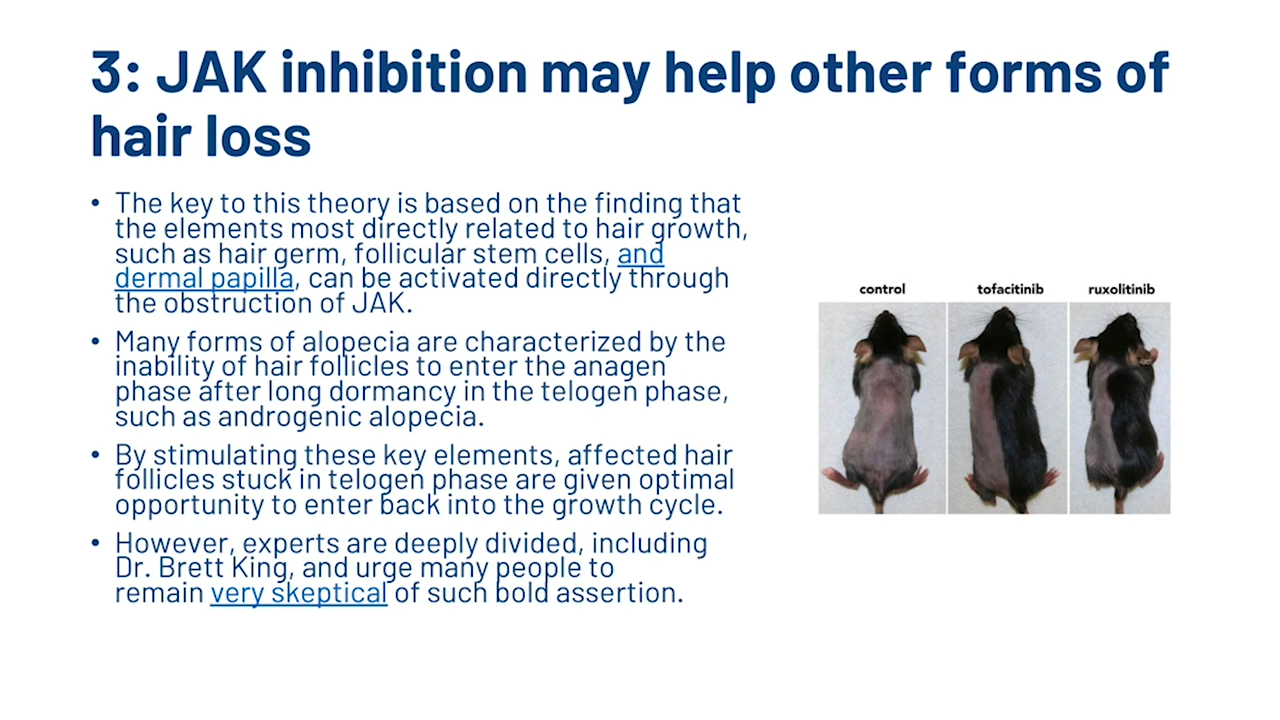 3: JAK inhibition may help other forms of
hair loss
• The key to this theory is based on the finding that
the elements most directly related to hair growth,
such as hair germ, follicular stem cells, and
dermal papilla, can be activated directly through
the obstruction of JAK.
• Many forms of alopecia are characterized by the
inability of hair follicles to enter the anagen
phase after long dormancy in the telogen phase,
such as androgenic alopecia.
• By stimulating these key elements, affected hair
follicles stuck in telogen phase are given optimal
opportunity to enter back into the growth cycle.
• However, experts are deeply divided, including
Dr. Brett King, and urge many people to
remain very skeptical of such bold assertion.
control tofacitinib ruxolitinib